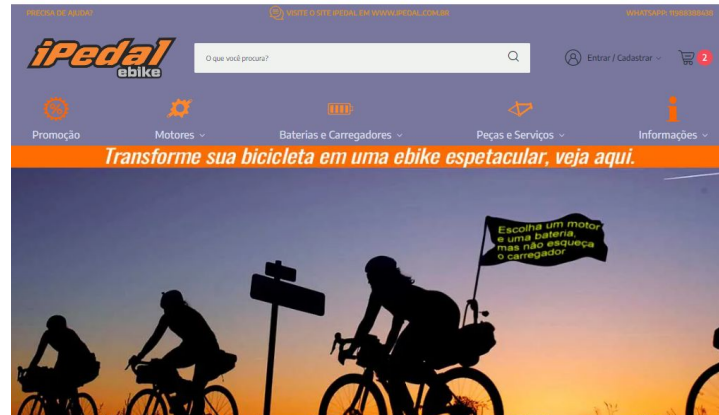 PRECISA DE AJUDA?
VISITE O SITE IPEDAL EM WWW.IPEDAL.COM.BR
iPedal
ebike
O que você procura?
Entrar / Cadastrar
2
Promoção
Motores
Baterias e Carregadores
Peças e Serviços
Informações
Transforme sua bicicleta em uma ebike espetacular, veja aqui.
Escolha um motor
e uma bateria,
mas não esqueça
o carregador